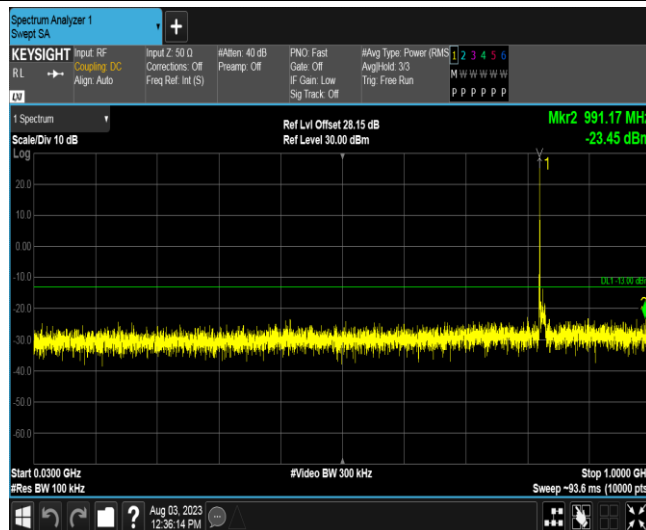 Spectrum Analyzer 1
Swept SA
+
KEYSIGHT
RL
LXI
Input: RF
Coupling: DC
Align: Auto
Input Z: 50 Ω
Corrections: Off
Freq Ref: Int (S)
#Atten: 40 dB
Preamp: Off
PNO: Fast
Gate: Off
IF Gain: Low
Sig Track: Off
#Avg Type: Power (RMS
Avg|Hold: 3/3
Trig: Free Run
1 2 3 4 5 6
M W W W W W
P P P P P P
1 Spectrum
Scale/Div 10 dB
Log
Ref Lvl Offset 28.15 dB
Ref Level 30.00 dBm
Mkr2 991.17 MHz
-23.45 dBm
1
20.0
10.0
0.00
-10.0
DL1 -13.00 dBm
-20.0
-30.0
-40.0
-50.0
-60.0
Start 0.0300 GHz
#Res BW 100 kHz
#Video BW 300 kHz
Stop 1.0000 GH
Sweep ~93.6 ms (10000 pts
?
Aug 03, 2023
12:36:14 PM